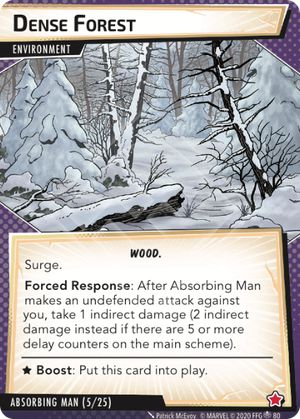 DENSE FOREST
ENVIRONMENT
WOOD.
Surge.
Forced Response: After Absorbing Man
makes an undefended attack against
you, take 1 indirect damage (2 indirect
damage instead if there are 5 or more
delay counters on the main scheme).
★ Boost: Put this card into play.
ABSORBING MAN (5/25)
Patrick McEvoy © MARVEL © 2020 FFG 80